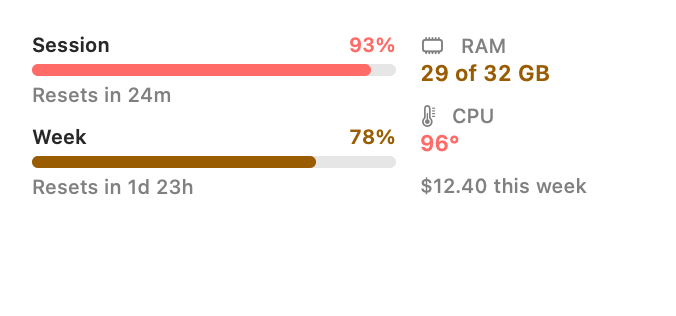 Session 93%
Resets in 24m
Week 78%
Resets in 1d 23h
RAM
29 of 32 GB
CPU
96°
$12.40 this week